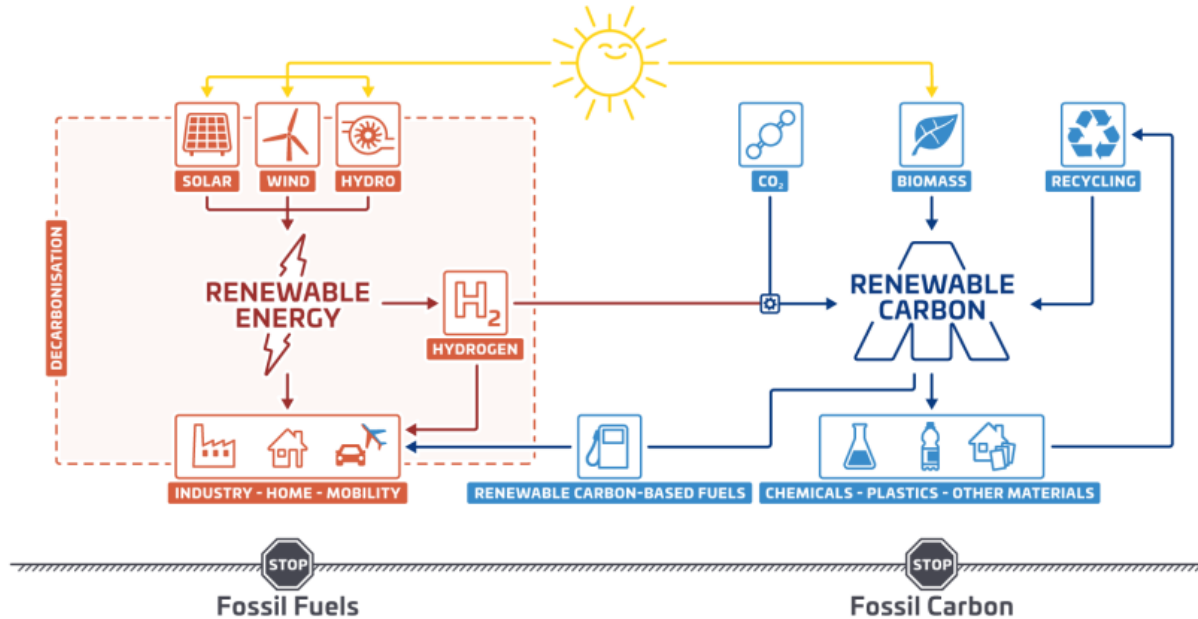 SOLAR
WIND
HYDRO
CO₂
BIOMASS
RECYCLING
DECARBONISATION
RENEWABLE
ENERGY
H₂
HYDROGEN
RENEWABLE
CARBON
INDUSTRY - HOME - MOBILITY
RENEWABLE CARBON-BASED FUELS
CHEMICALS - PLASTICS - OTHER MATERIALS
STOP
STOP
Fossil Fuels
Fossil Carbon